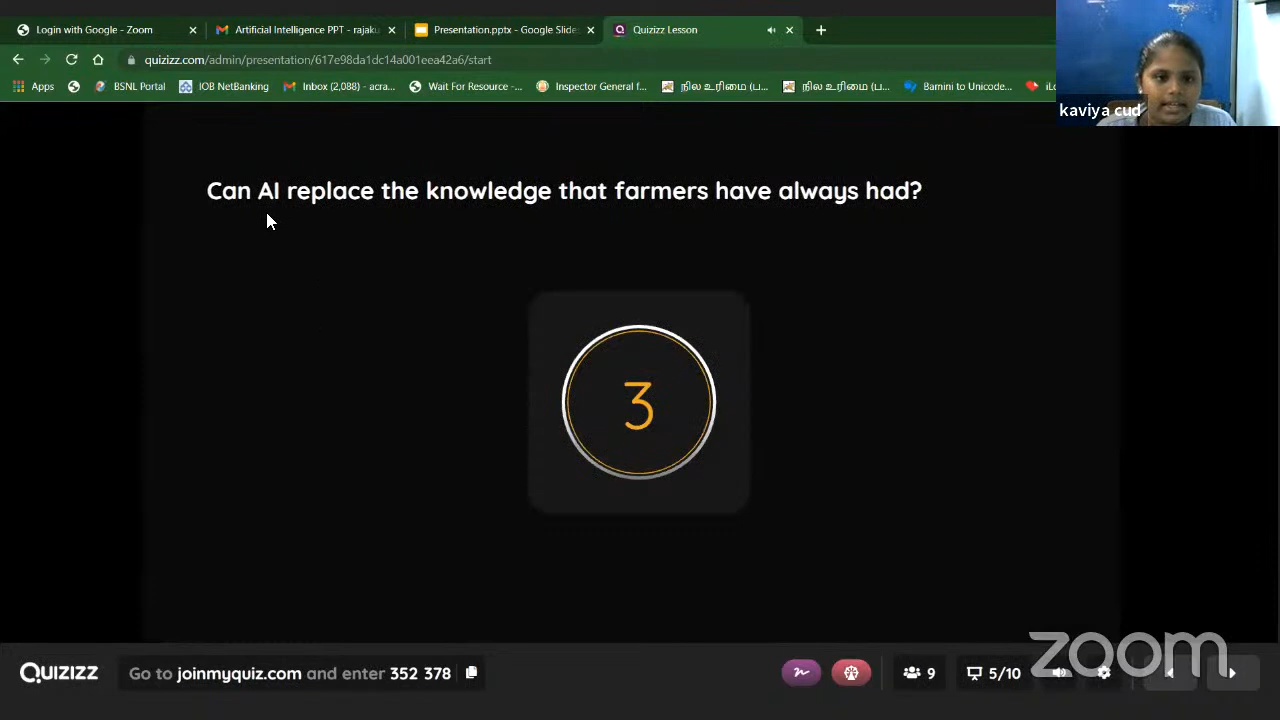 Login with Google - Zoom
Artificial Intelligence PPT - rajaku
Presentation.pptx - Google Slides
Quizizz Lesson
quizizz.com/admin/presentation/617e98da1dc14a001eea42a6/start
Apps
BSNL Portal
IOB NetBanking
Inbox (2,088) - acra...
Wait For Resource -...
Inspector General f...
நில உரிமை (ப...
நில உரிமை (ப...
Bamini to Unicode...
iLo
kaviya cud
Can AI replace the knowledge that farmers have always had?
3
QUIZIZZ
Go to joinmyquiz.com and enter 352 378
9
5/10
zoom